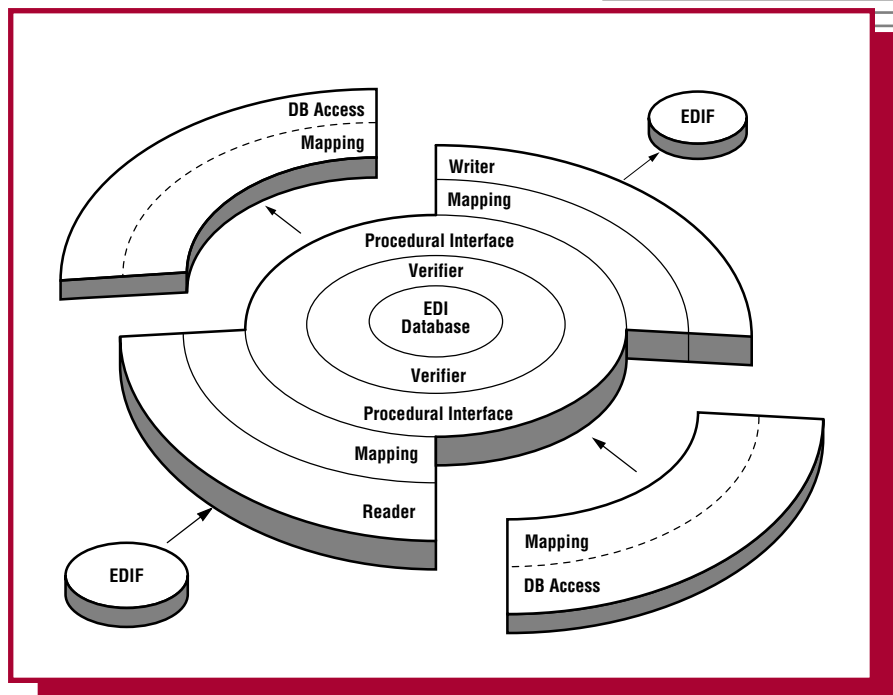 DB Access
Mapping
EDIF
Writer
Mapping
Procedural Interface
Verifier
EDI
Database
Verifier
Procedural Interface
Mapping
Reader
EDIF
Mapping
DB Access